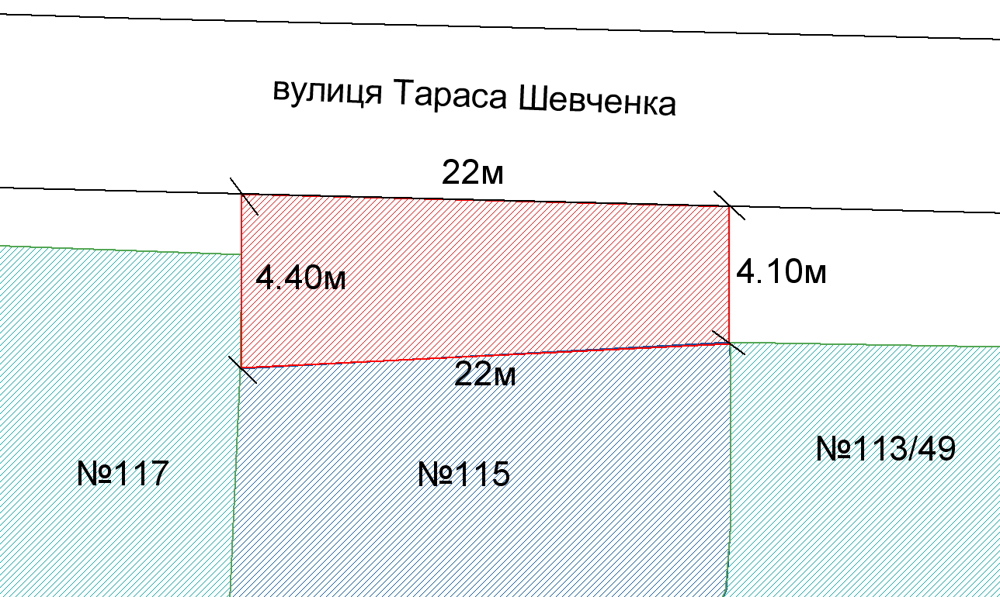 вулиця Тараса Шевченка
22м
4.40м
4.10м
22м
№117
№115
№113/49